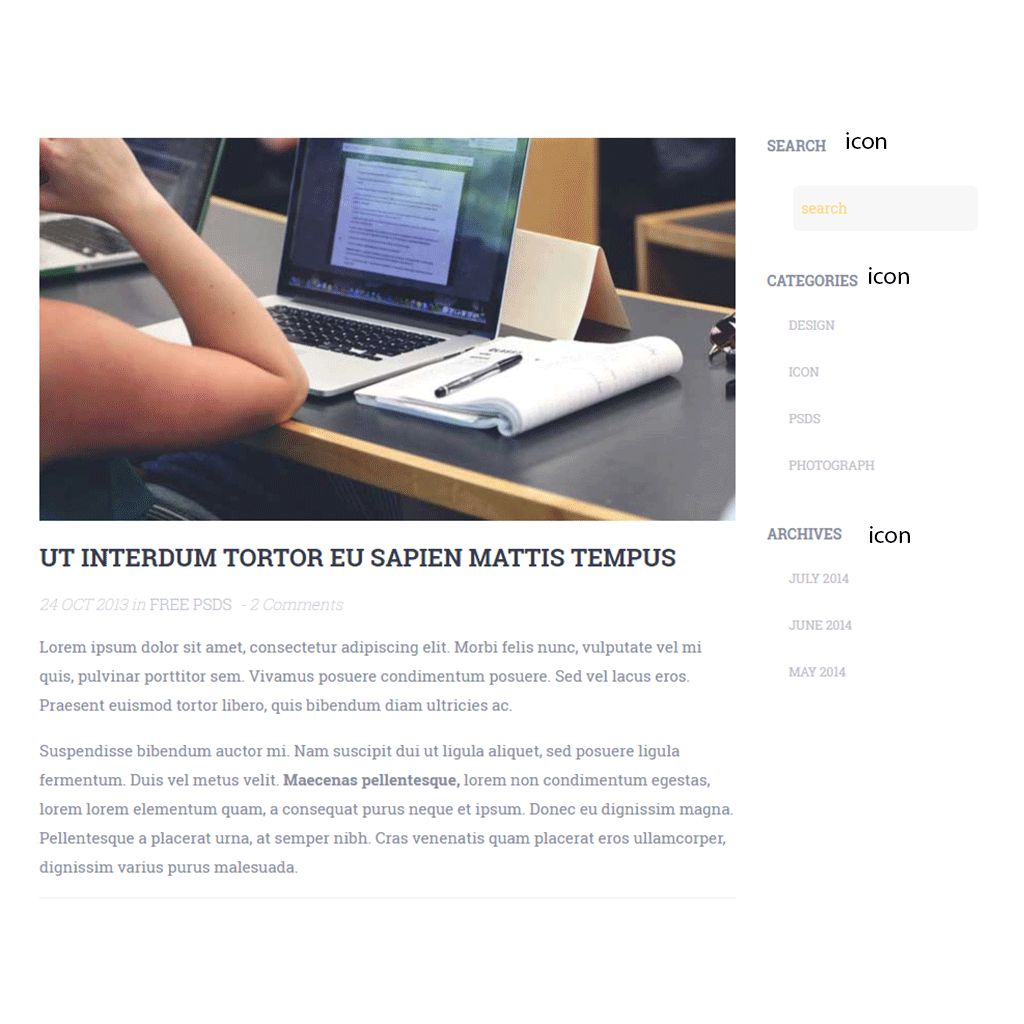 SEARCH icon
search
CATEGORIES icon
DESIGN
ICON
PSDS
PHOTOGRAPH
ARCHIVES icon
JULY 2014
JUNE 2014
MAY 2014
UT INTERDUM TORTOR EU SAPIEN MATTIS TEMPUS
24 OCT 2013 in FREE PSDS - 2 Comments
Lorem ipsum dolor sit amet, consectetur adipiscing elit. Morbi felis nunc, vulputate vel mi
quis, pulvinar porttitor sem. Vivamus posuere condimentum posuere. Sed vel lacus eros.
Praesent euismod tortor libero, quis bibendum diam ultricies ac.
Suspendisse bibendum auctor mi. Nam suscipit dui ut ligula aliquet, sed posuere ligula
fermentum. Duis vel metus velit. Maecenas pellentesque, lorem non condimentum egestas,
lorem lorem elementum quam, a consequat purus neque et ipsum. Donec eu dignissim magna.
Pellentesque a placerat urna, at semper nibh. Cras venenatis quam placerat eros ullamcorper,
dignissim varius purus malesuada.